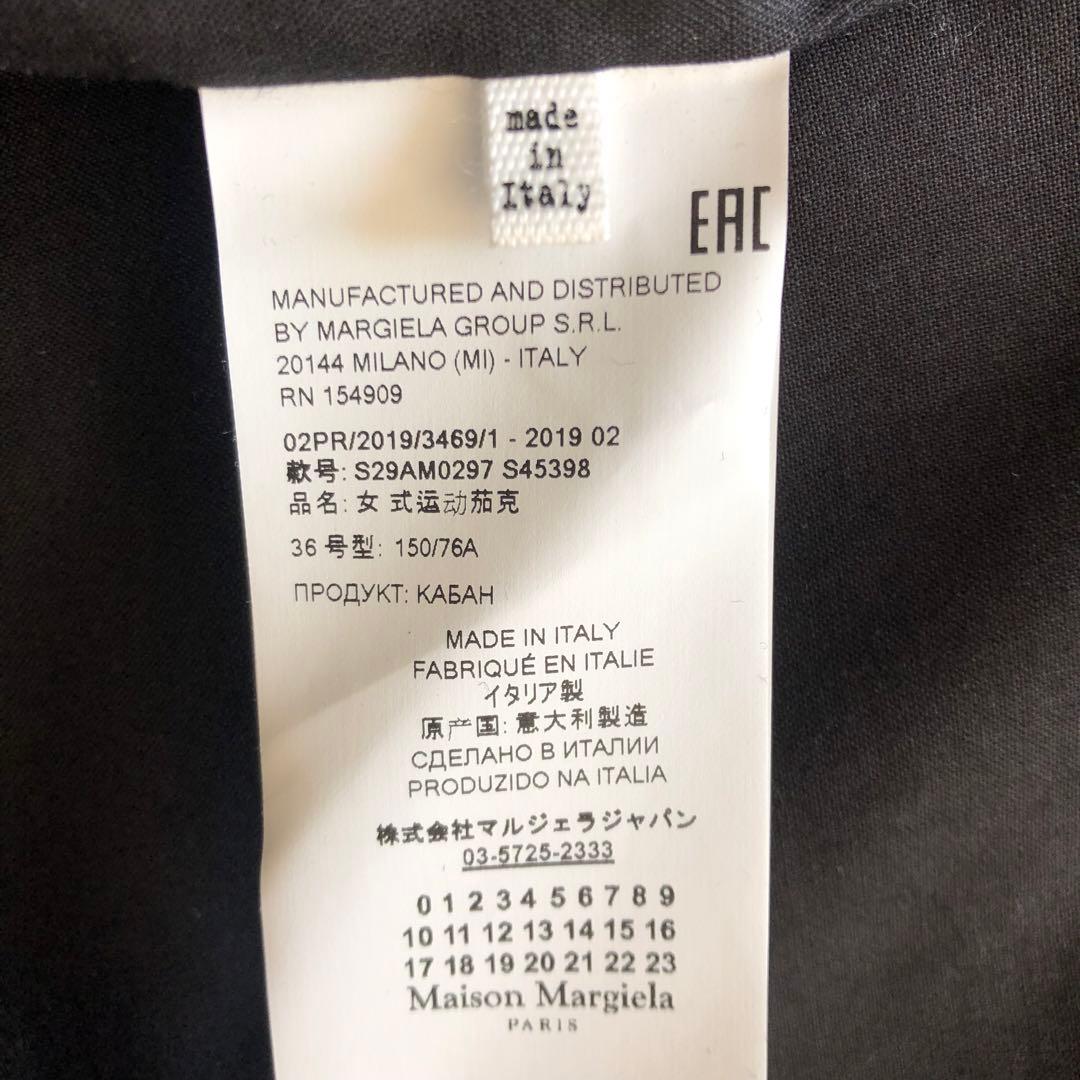 made
in
Italy
EAC
MANUFACTURED AND DISTRIBUTED
BY MARGIELA GROUP S.R.L.
20144 MILANO (MI) - ITALY
RN 154909
02PR/2019/3469/1 - 2019 02
款号: S29AM0297 S45398
品名: 女 式运动茄克
36 号型: 150/76A
ПРОДУКТ: КАБАН
MADE IN ITALY
FABRIQUÉ EN ITALIE
イタリア製
原产国: 意大利製造
СДЕЛАНО В ИТАЛИИ
PRODUZIDO NA ITALIA
株式会社マルジェラジャパン
03-5725-2333
0 1 2 3 4 5 6 7 8 9
10 11 12 13 14 15 16
17 18 19 20 21 22 23
Maison Margiela
PARIS